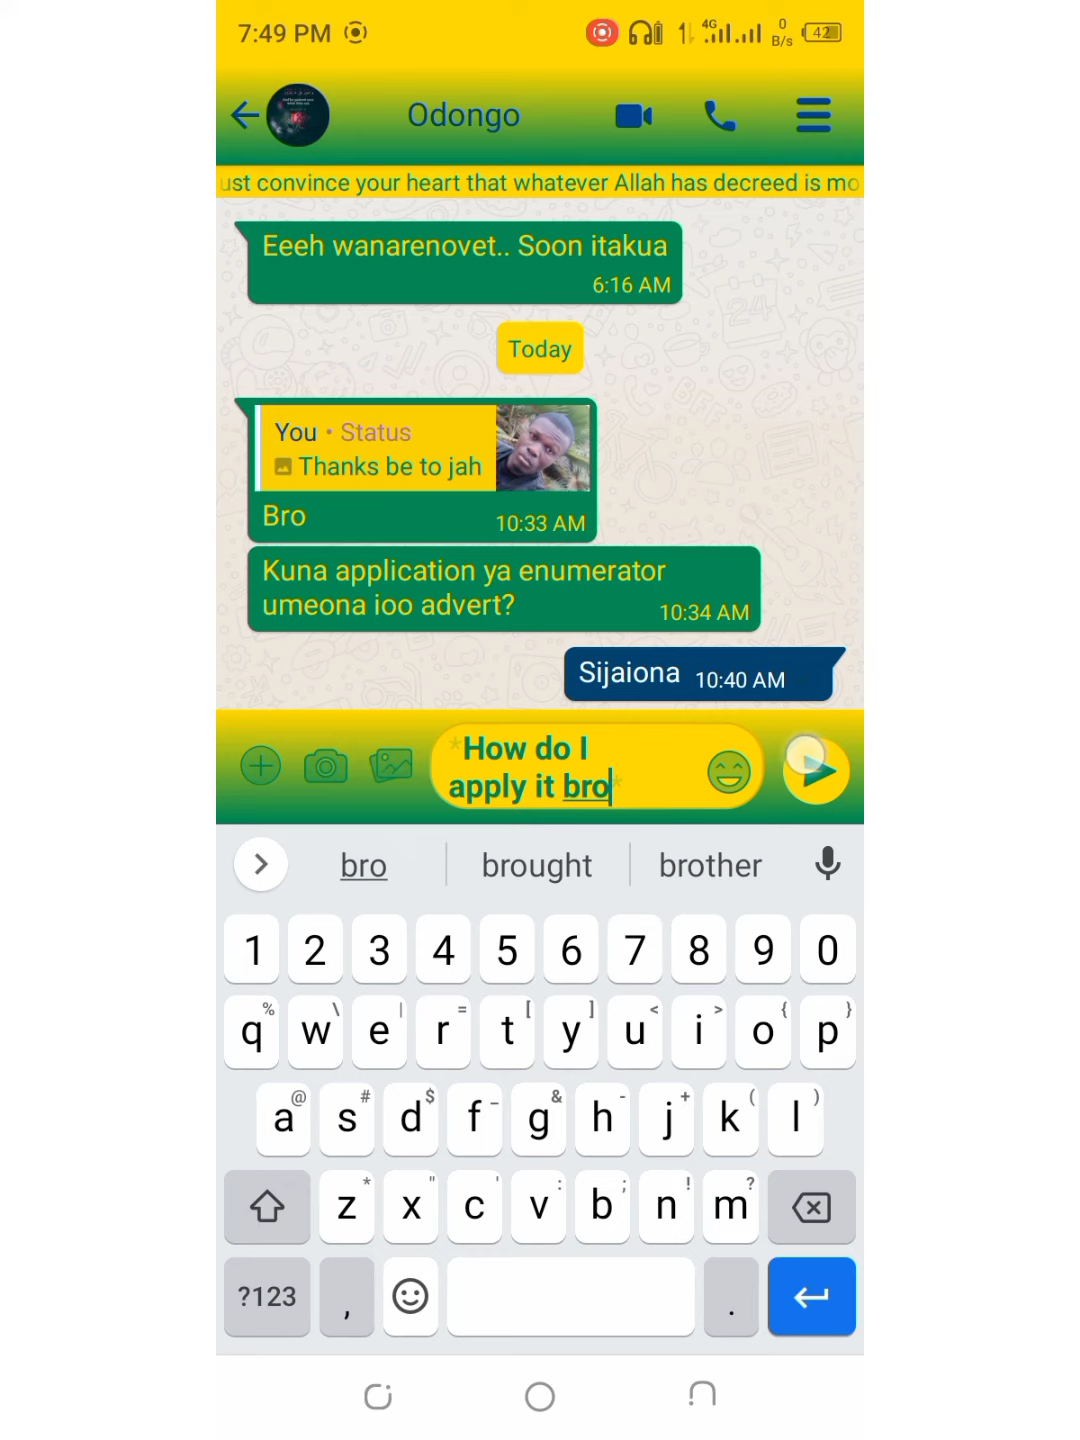 7:49 PM
4G
0
B/s
42
Odongo
ust convince your heart that whatever Allah has decreed is mo
Eeeh wanarenovet.. Soon itakua
6:16 AM
Today
You • Status
Thanks be to jah
Bro
10:33 AM
Kuna application ya enumerator
umeona ioo advert?
10:34 AM
Sijaiona 10:40 AM
*How do I
apply it bro*
bro brought brother
1 2 3 4 5 6 7 8 9 0
% \ | = [ ] < > { }
q w e r t y u i o p
@ # $ _ & - + ( )
a s d f g h j k l
* " ' : ; ! ?
z x c v b n m
?123 , .